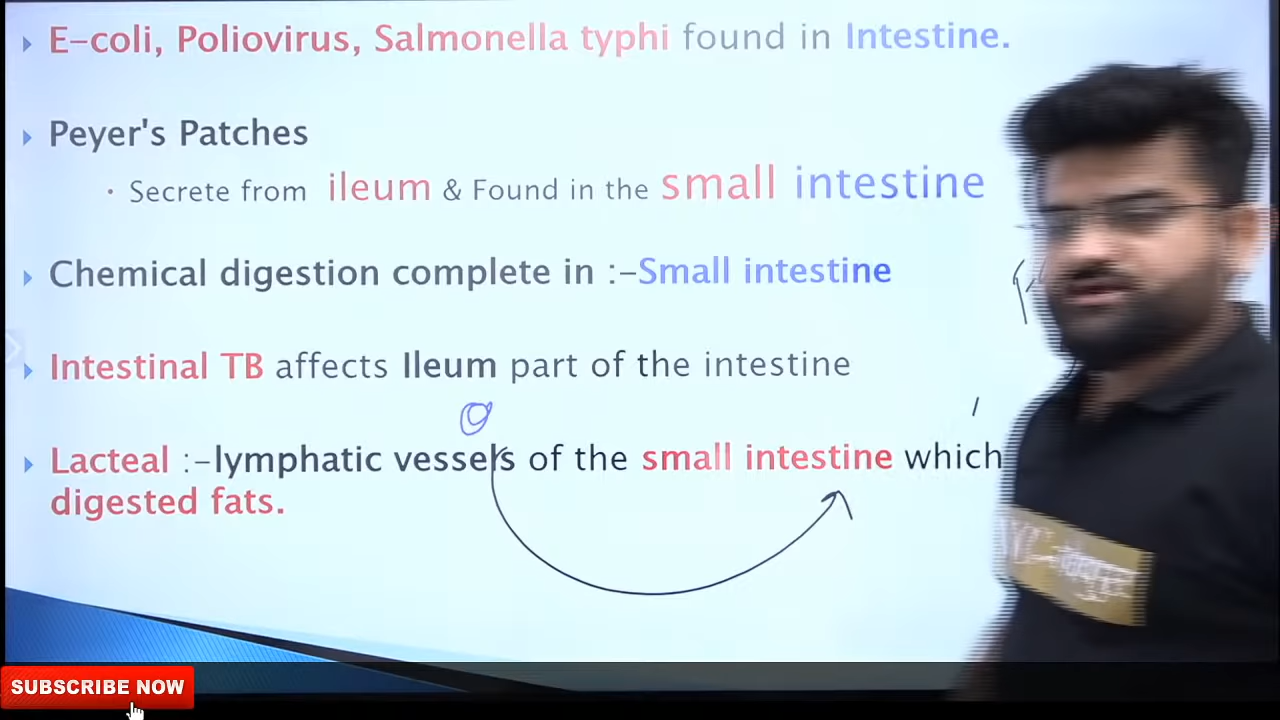 E-coli, Poliovirus, Salmonella typhi found in Intestine.
Peyer's Patches
Secrete from ileum & Found in the small intestine
Chemical digestion complete in :-Small intestine
Intestinal TB affects Ileum part of the intestine
Lacteal :-lymphatic vessels of the small intestine which
digested fats.
SUBSCRIBE NOW